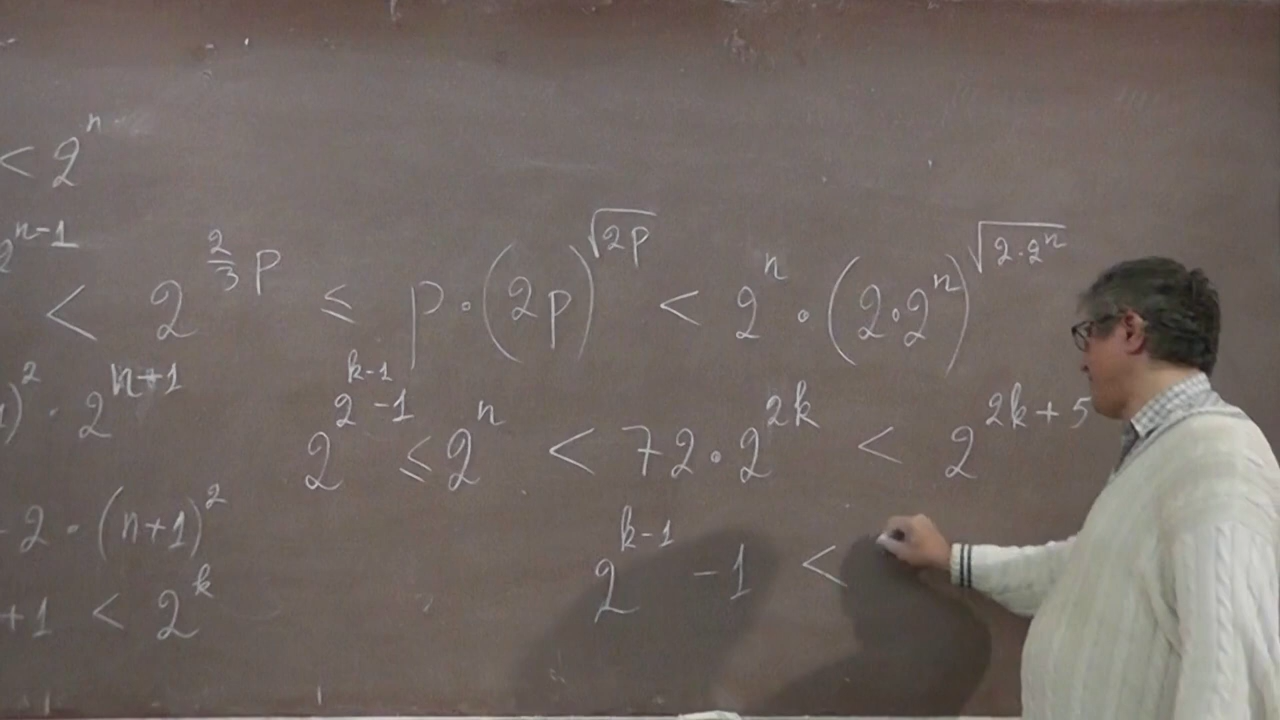 < 2^n
2^{n-1} < 2^{\frac{2}{3}p} ≤ p · (2p)^{\sqrt{2p}} < 2^n · (2·2^n)^{\sqrt{2·2^n}}
)^2 · 2^{n+1} 2^{2^{k-1}-1} ≤ 2^n < 72 · 2^{2k} < 2^{2k+5}
2 · (n+1)^2 2^{k-1} - 1 <
+1 < 2^k